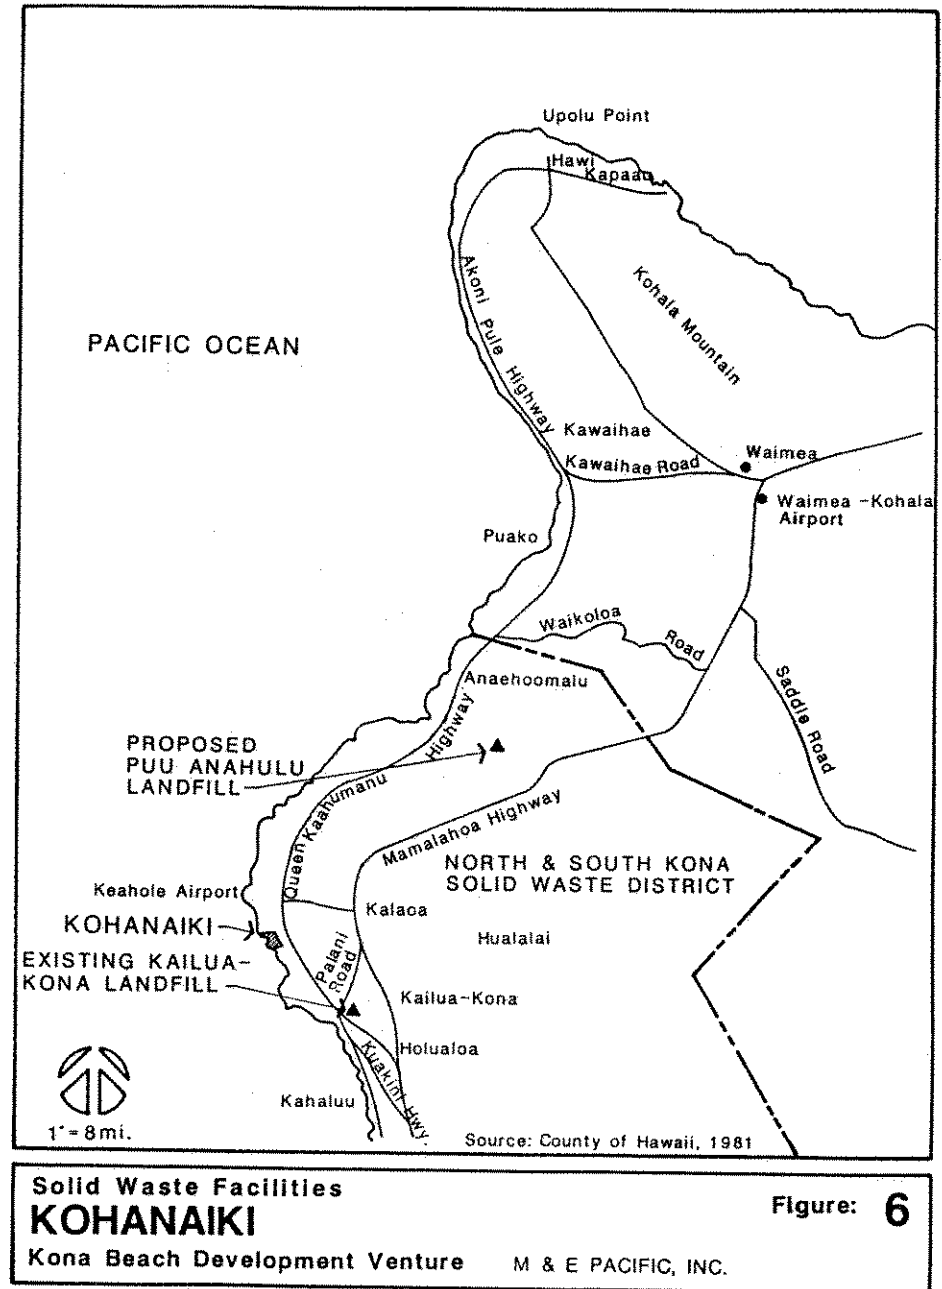 Upolu Point
Hawi
Kapaau
Akoni Pule Highway
Kohala Mountain
PACIFIC OCEAN
Kawaihae
Kawaihae Road
Waimea
Waimea-Kohala
Airport
Puako
Waikoloa Road
Anaehoomalu
Saddle Road
PROPOSED
PUU ANAHULU
LANDFILL
Queen Kaahumanu Highway
Mamalahoa Highway
NORTH & SOUTH KONA
SOLID WASTE DISTRICT
Keahole Airport
Kalaoa
KOHANAIKI
Hualalai
EXISTING KAILUA-
KONA LANDFILL
Palani
Road
Kailua-Kona
Holualoa
Kuakini Hwy.
Kahaluu
1"=8mi.
Source: County of Hawaii, 1981
Solid Waste Facilities
KOHANAIKI
Kona Beach Development Venture
M & E PACIFIC, INC.
Figure: 6